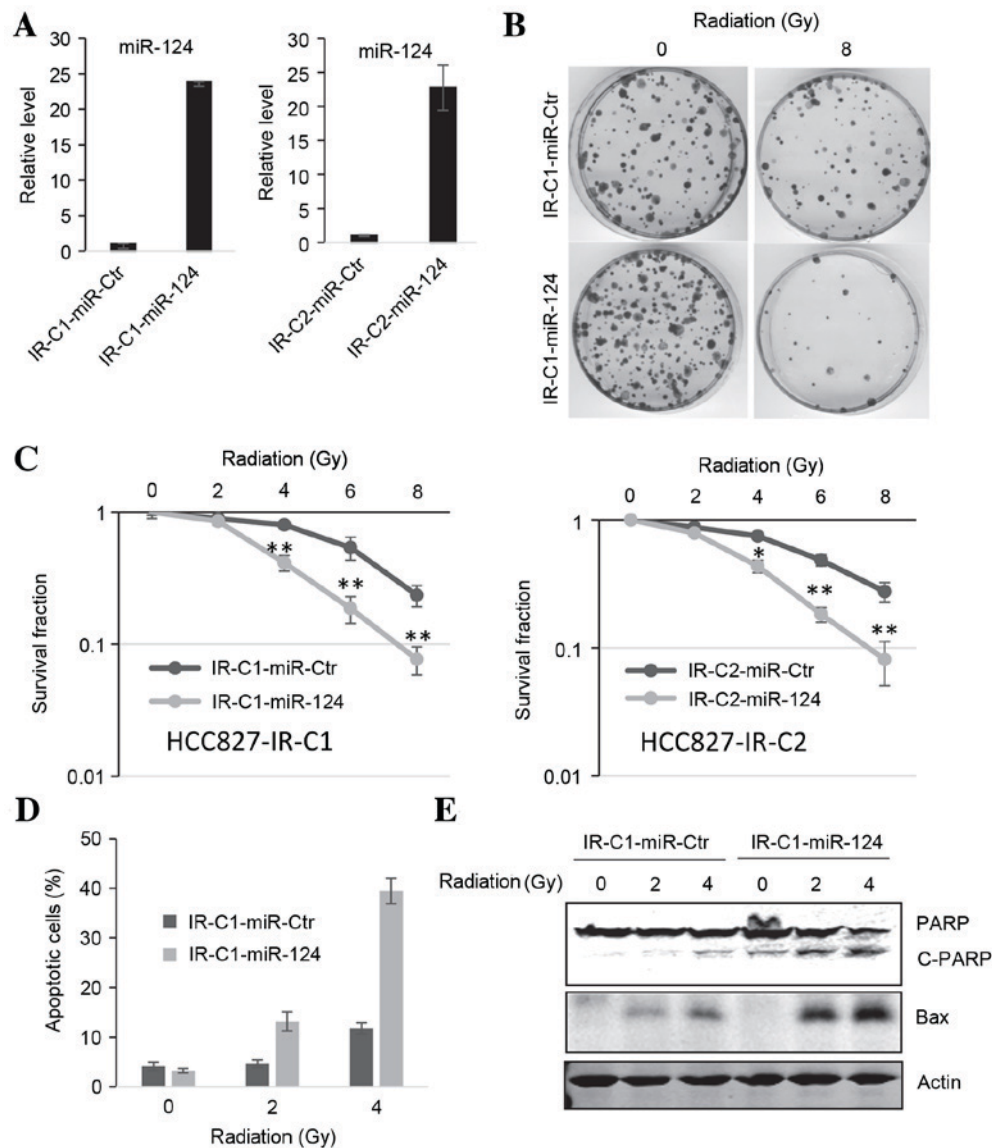 A
miR-124
Relative level
30
25
20
15
10
5
0
IR-C1-miR-Ctr
IR-C1-miR-124
miR-124
Relative level
30
25
20
15
10
5
0
IR-C2-miR-Ctr
IR-C2-miR-124
B
Radiation (Gy)
0 8
IR-C1-miR-Ctr
IR-C1-miR-124
C
Radiation (Gy)
0 2 4 6 8
Survival fraction
1
0.1
0.01
**
**
**
IR-C1-miR-Ctr
IR-C1-miR-124
HCC827-IR-C1
Radiation (Gy)
0 2 4 6 8
Survival fraction
1
0.1
0.01
*
**
**
IR-C2-miR-Ctr
IR-C2-miR-124
HCC827-IR-C2
D
Apoptotic cells (%)
50
40
30
20
10
0
IR-C1-miR-Ctr
IR-C1-miR-124
0 2 4
Radiation (Gy)
E
IR-C1-miR-Ctr IR-C1-miR-124
Radiation (Gy) 0 2 4 0 2 4
PARP
C-PARP
Bax
Actin